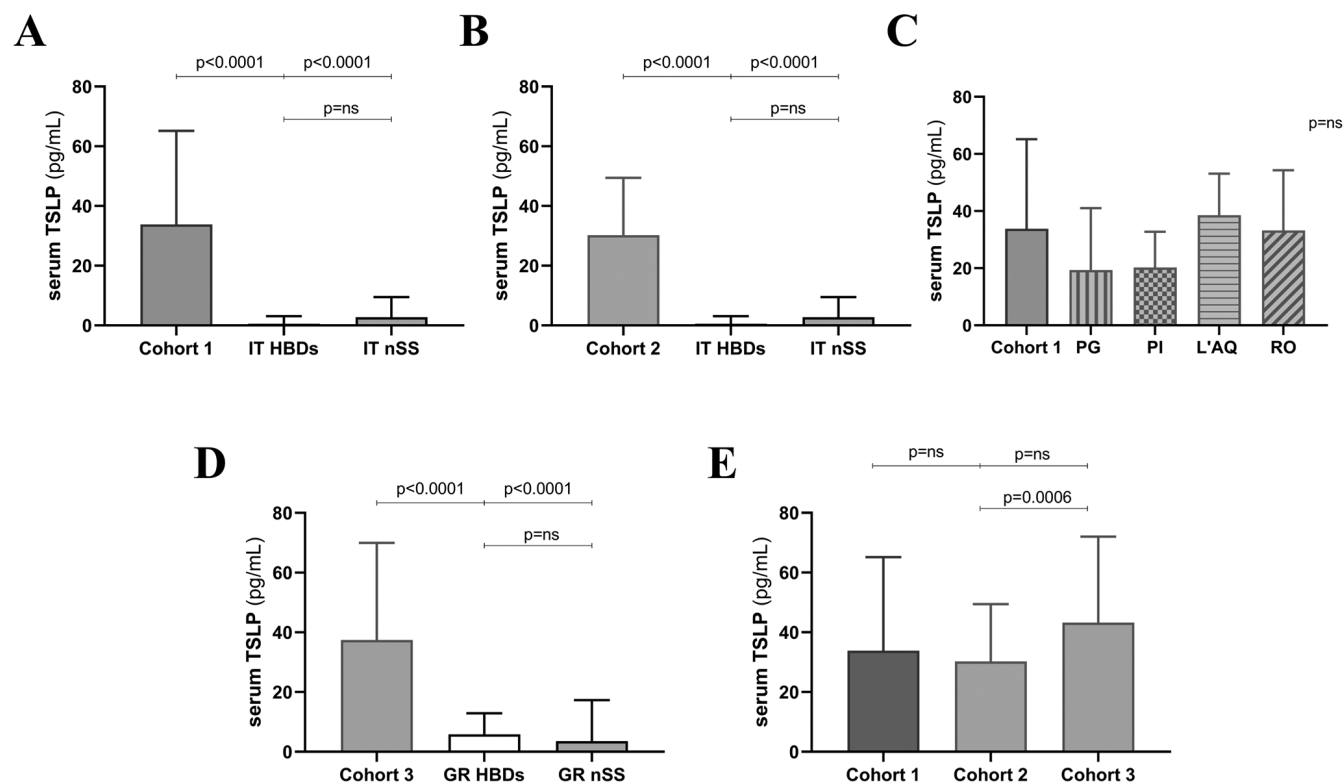 A
p<0.0001 p<0.0001
p=ns
serum TSLP (pg/mL)
80
60
40
20
0
Cohort 1 IT HBDs IT nSS
B
p<0.0001 p<0.0001
p=ns
serum TSLP (pg/mL)
80
60
40
20
0
Cohort 2 IT HBDs IT nSS
C
p=ns
serum TSLP (pg/mL)
80
60
40
20
0
Cohort 1 PG PI L'AQ RO
D
p<0.0001 p<0.0001
p=ns
serum TSLP (pg/mL)
80
60
40
20
0
Cohort 3 GR HBDs GR nSS
E
p=ns p=ns
p=0.0006
serum TSLP (pg/mL)
80
60
40
20
0
Cohort 1 Cohort 2 Cohort 3